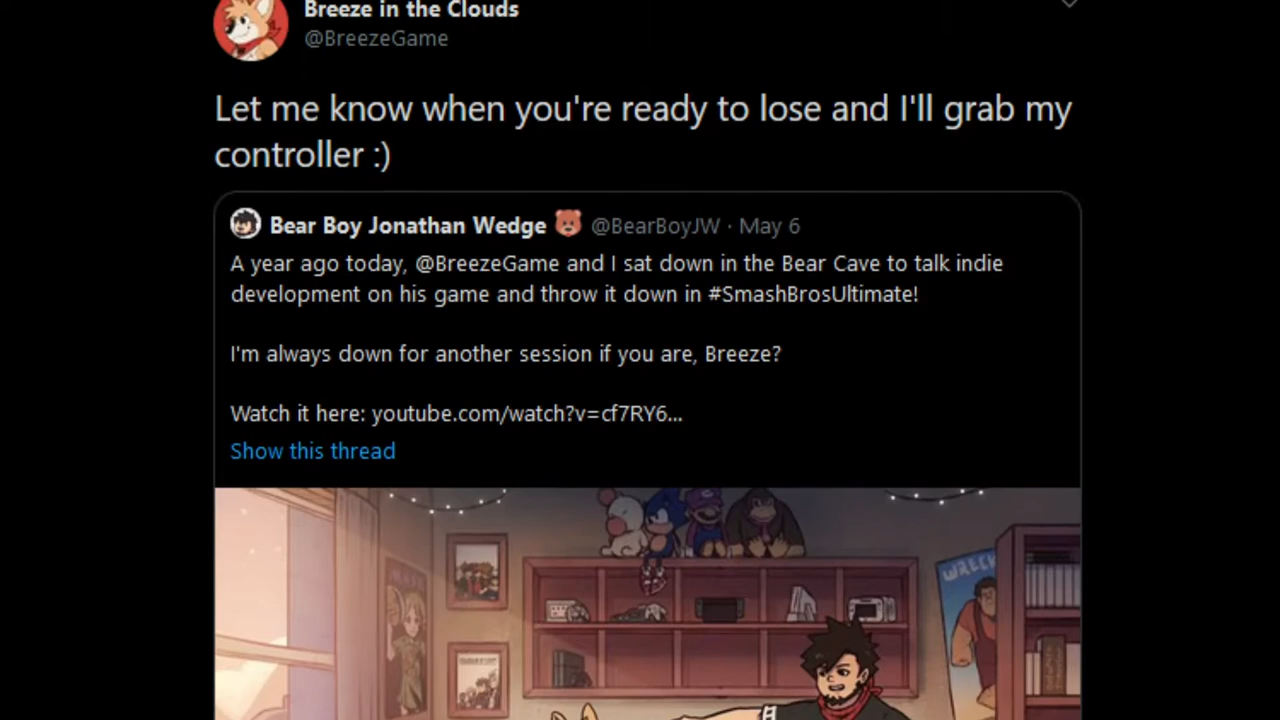 Breeze in the Clouds
@BreezeGame
Let me know when you're ready to lose and I'll grab my
controller :)
Bear Boy Jonathan Wedge 🐻 @BearBoyJW · May 6
A year ago today, @BreezeGame and I sat down in the Bear Cave to talk indie
development on his game and throw it down in #SmashBrosUltimate!
I'm always down for another session if you are, Breeze?
Watch it here: youtube.com/watch?v=cf7RY6...
Show this thread
WRECK